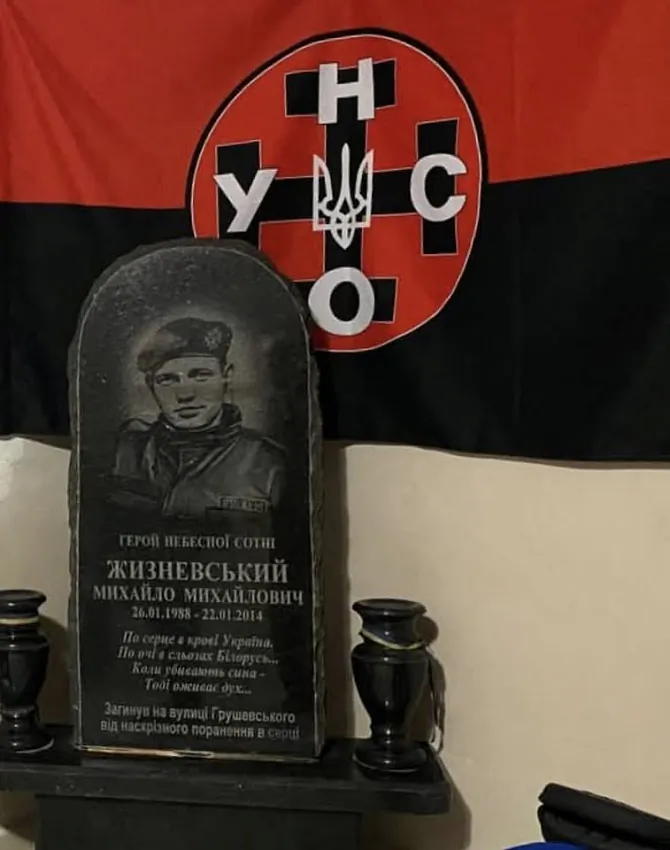 Н
У С
О
ГЕРОЙ НЕБЕСНОЇ СОТНІ
ЖИЗНЕВСЬКИЙ
МИХАЙЛО МИХАЙЛОВИЧ
26.01.1988 - 22.01.2014
По серце в крові Україна.
По очі в сльозах Білорусь...
Коли убивають сина -
Тоді оживає дух...
Загинув на вулиці Грушевського
від наскрізного поранення в серці